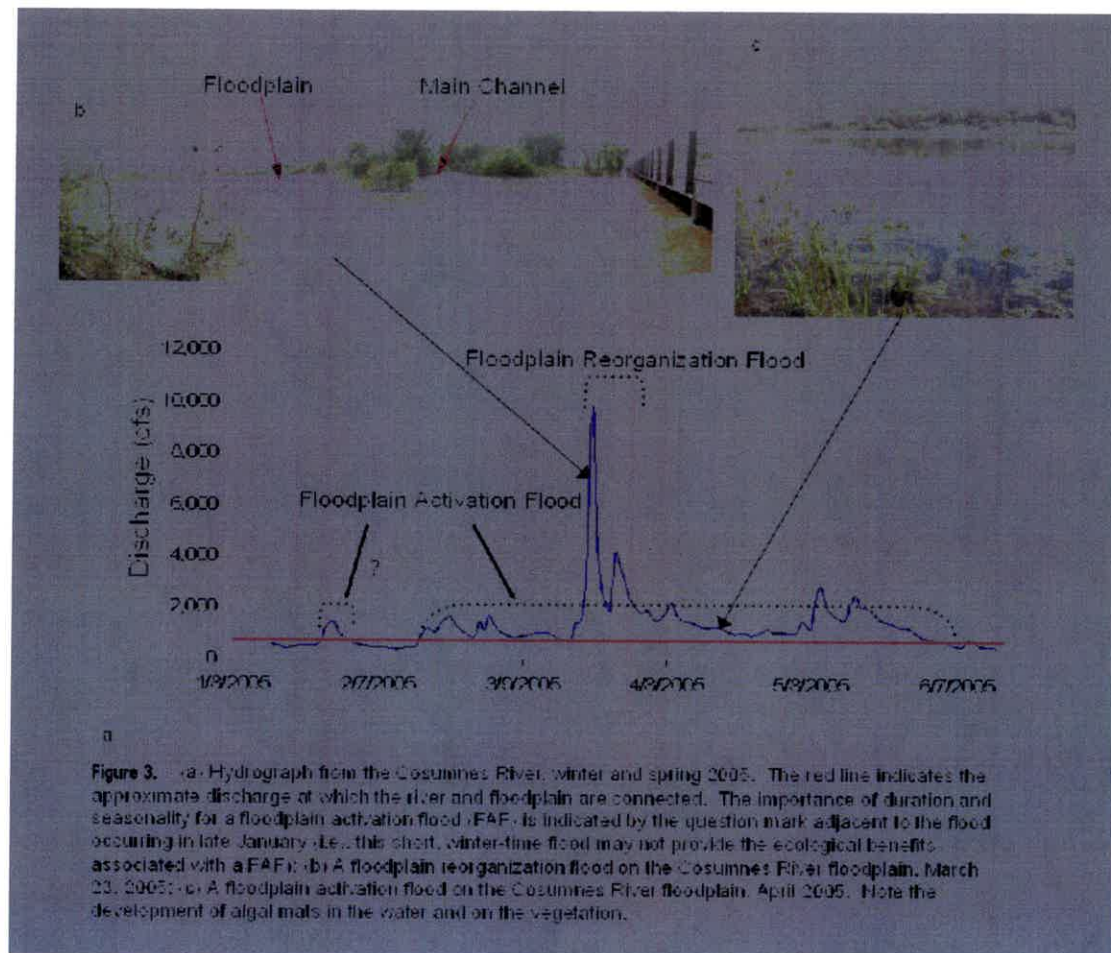 c
Floodplain Main Channel
b
12,000
Floodplain Reorganization Flood
10,000
8,000
Discharge (cfs)
6,000
Floodplain Activation Flood
4,000
?
2,000
0
1/8/2005 2/7/2005 3/9/2005 4/8/2005 5/8/2005 6/7/2005
a
Figure 3. (a) Hydrograph from the Cosumnes River, winter and spring 2005. The red line indicates the
approximate discharge at which the river and floodplain are connected. The importance of duration and
seasonality for a floodplain activation flood (FAF) is indicated by the question mark adjacent to the flood
occurring in late January (i.e., this short, winter-time flood may not provide the ecological benefits
associated with a FAF); (b) A floodplain reorganization flood on the Cosumnes River floodplain, March
23, 2005; (c) A floodplain activation flood on the Cosumnes River floodplain, April 2005. Note the
development of algal mats in the water and on the vegetation.